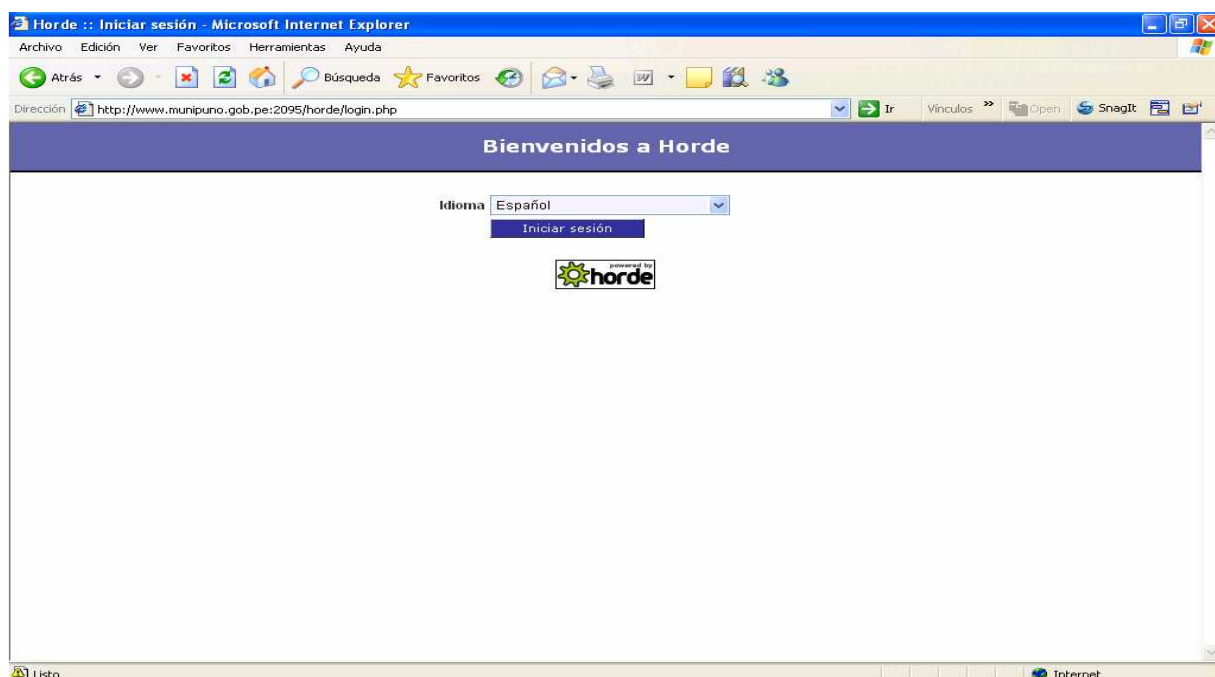 Horde :: Iniciar sesión - Microsoft Internet Explorer
Archivo Edición Ver Favoritos Herramientas Ayuda
Atrás Búsqueda Favoritos
Dirección http://www.munipuno.gob.pe:2095/horde/login.php Ir Vínculos » Open SnagIt
Bienvenidos a Horde
Idioma Español
Iniciar sesión
powered by
horde
Listo Internet